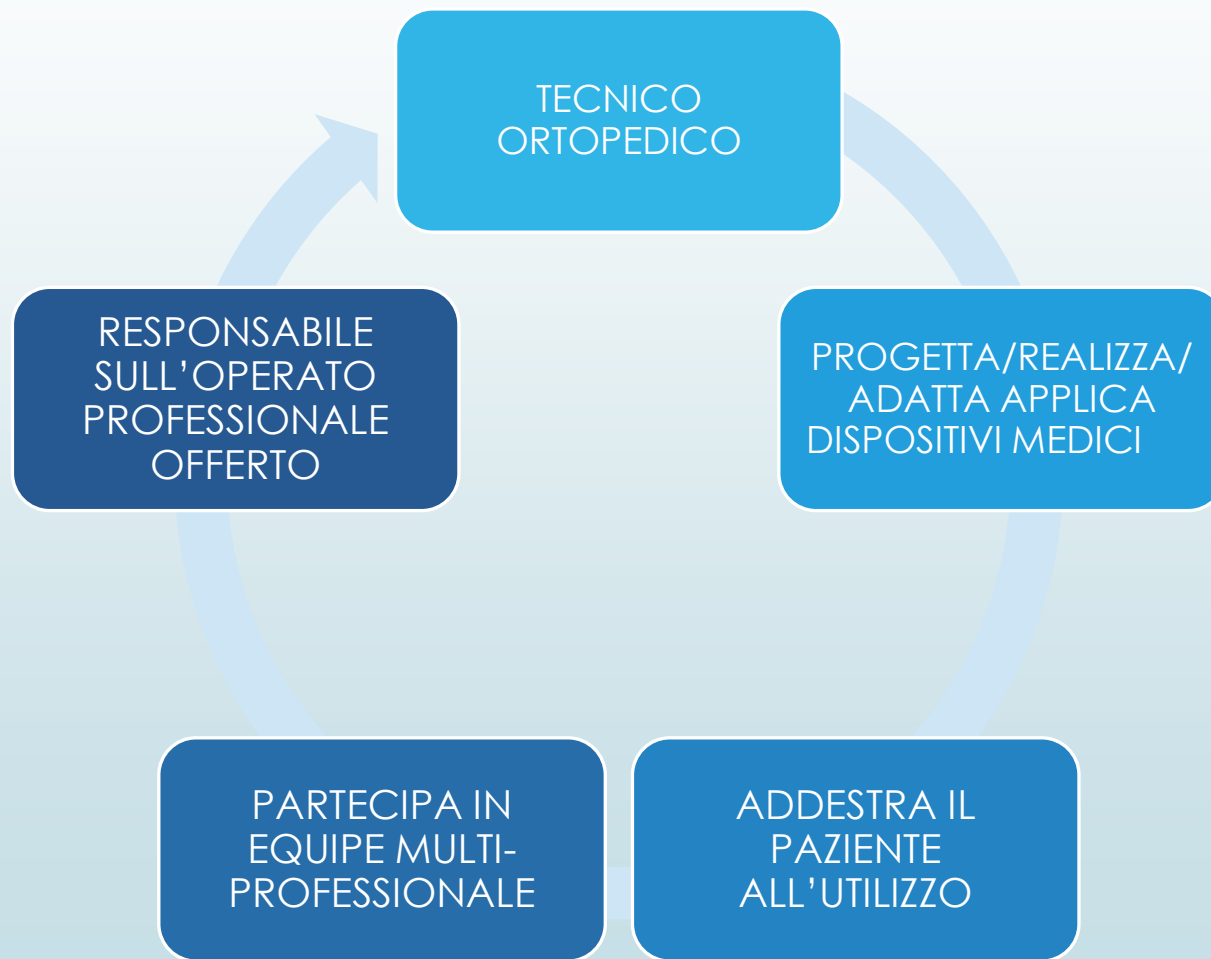 TECNICO
ORTOPEDICO
PROGETTA/REALIZZA/
ADATTA APPLICA
DISPOSITIVI MEDICI
ADDESTRA IL
PAZIENTE
ALL’UTILIZZO
PARTECIPA IN
EQUIPE MULTI-
PROFESSIONALE
RESPONSABILE
SULL’OPERATO
PROFESSIONALE
OFFERTO